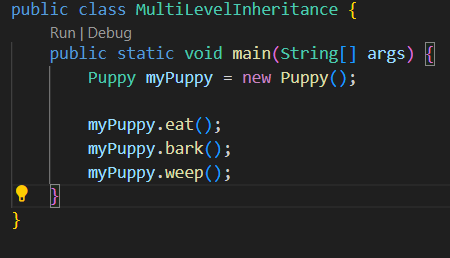 public class MultiLevelInheritance {
Run | Debug
public static void main(String[] args) {
Puppy myPuppy = new Puppy();
myPuppy.eat();
myPuppy.bark();
myPuppy.weep();
}
}